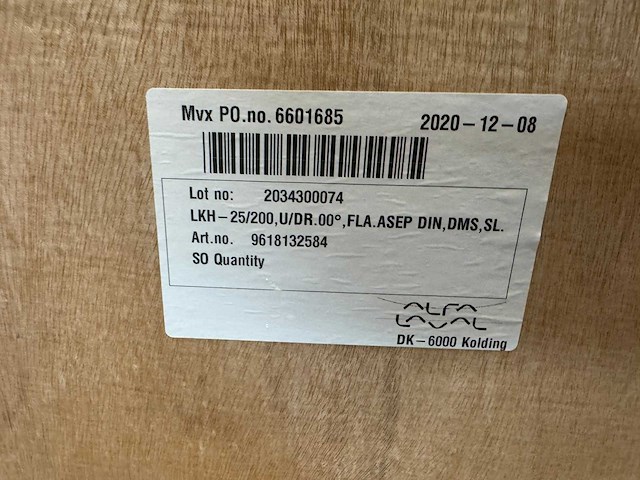 Mvx PO.no. 6601685
2020-12-08
Lot no: 2034300074
LKH-25/200,U/DR.00°,FLA.ASEP DIN,DMS,SL.
Art.no. 9618132584
SO Quantity
ALFA
LAVAL
DK-6000 Kolding